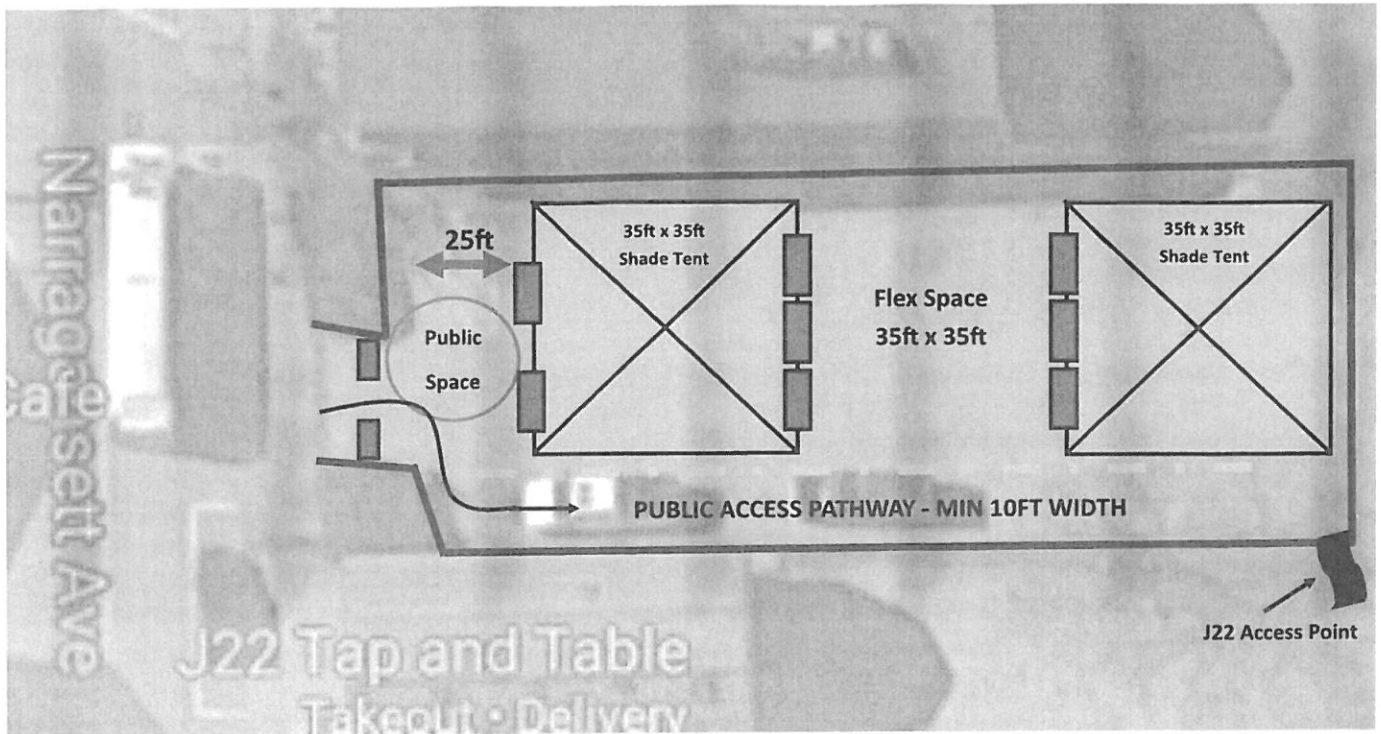 Narragansett Ave
Cafe
25ft
Public
Space
35ft x 35ft
Shade Tent
Flex Space
35ft x 35ft
35ft x 35ft
Shade Tent
PUBLIC ACCESS PATHWAY - MIN 10FT WIDTH
J22 Access Point
J22 Tap and Table
Takeout • Delivery